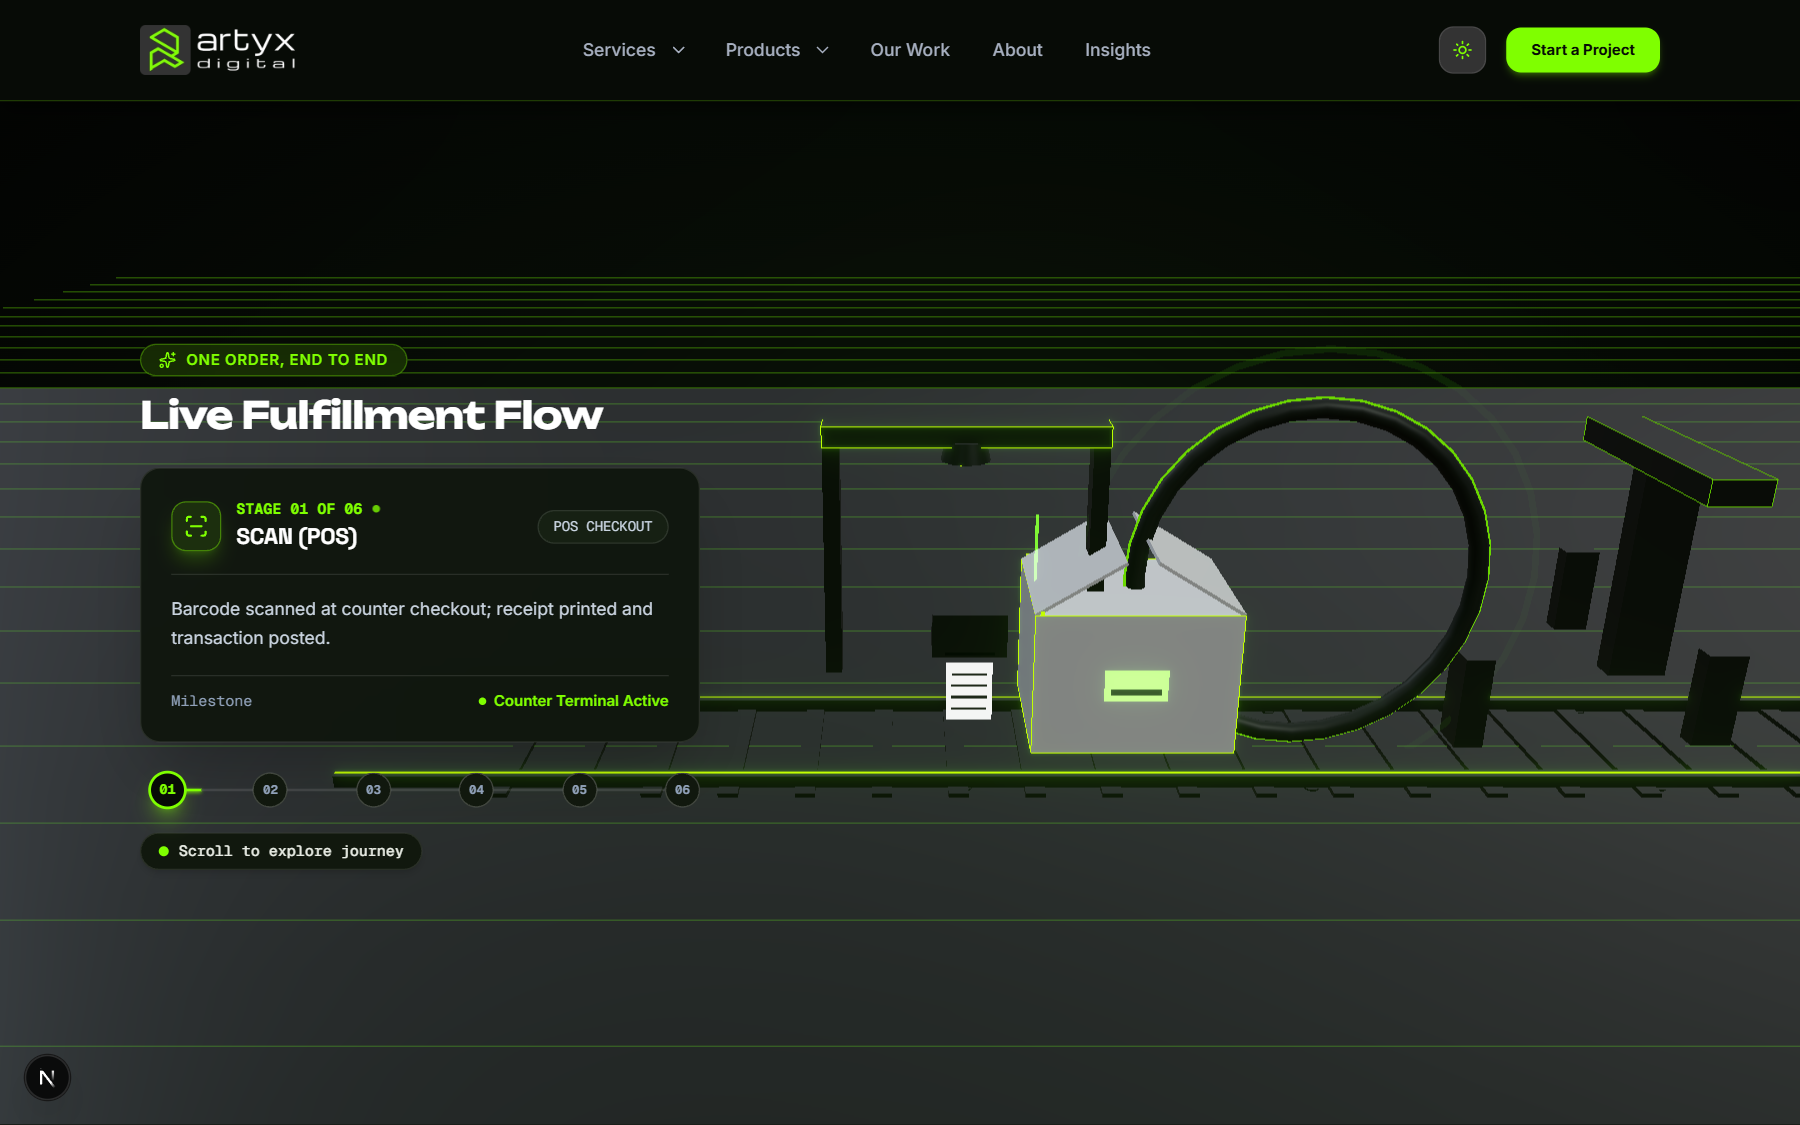 artyx
digital
Services
Products
Our Work
About
Insights
Start a Project
ONE ORDER, END TO END
Live Fulfillment Flow
STAGE 01 OF 06
SCAN (POS)
POS CHECKOUT
Barcode scanned at counter checkout; receipt printed and
transaction posted.
Milestone
Counter Terminal Active
01 02 03 04 05 06
Scroll to explore journey
N